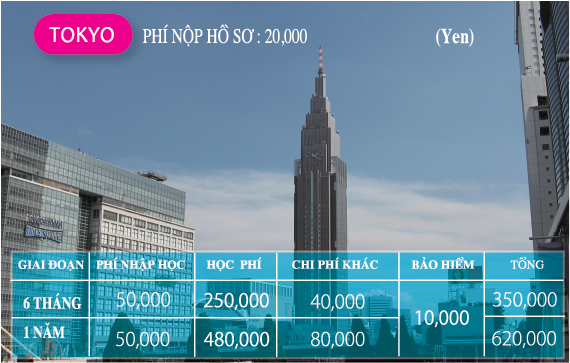 TOKYO PHÍ NỘP HỒ SƠ : 20,000 (Yen)
GIAI ĐOẠN PHÍ NHẬP HỌC HỌC PHÍ CHI PHÍ KHÁC BẢO HIỂM TỔNG
6 THÁNG 50,000 250,000 40,000 10,000 350,000
1 NĂM 50,000 480,000 80,000 620,000